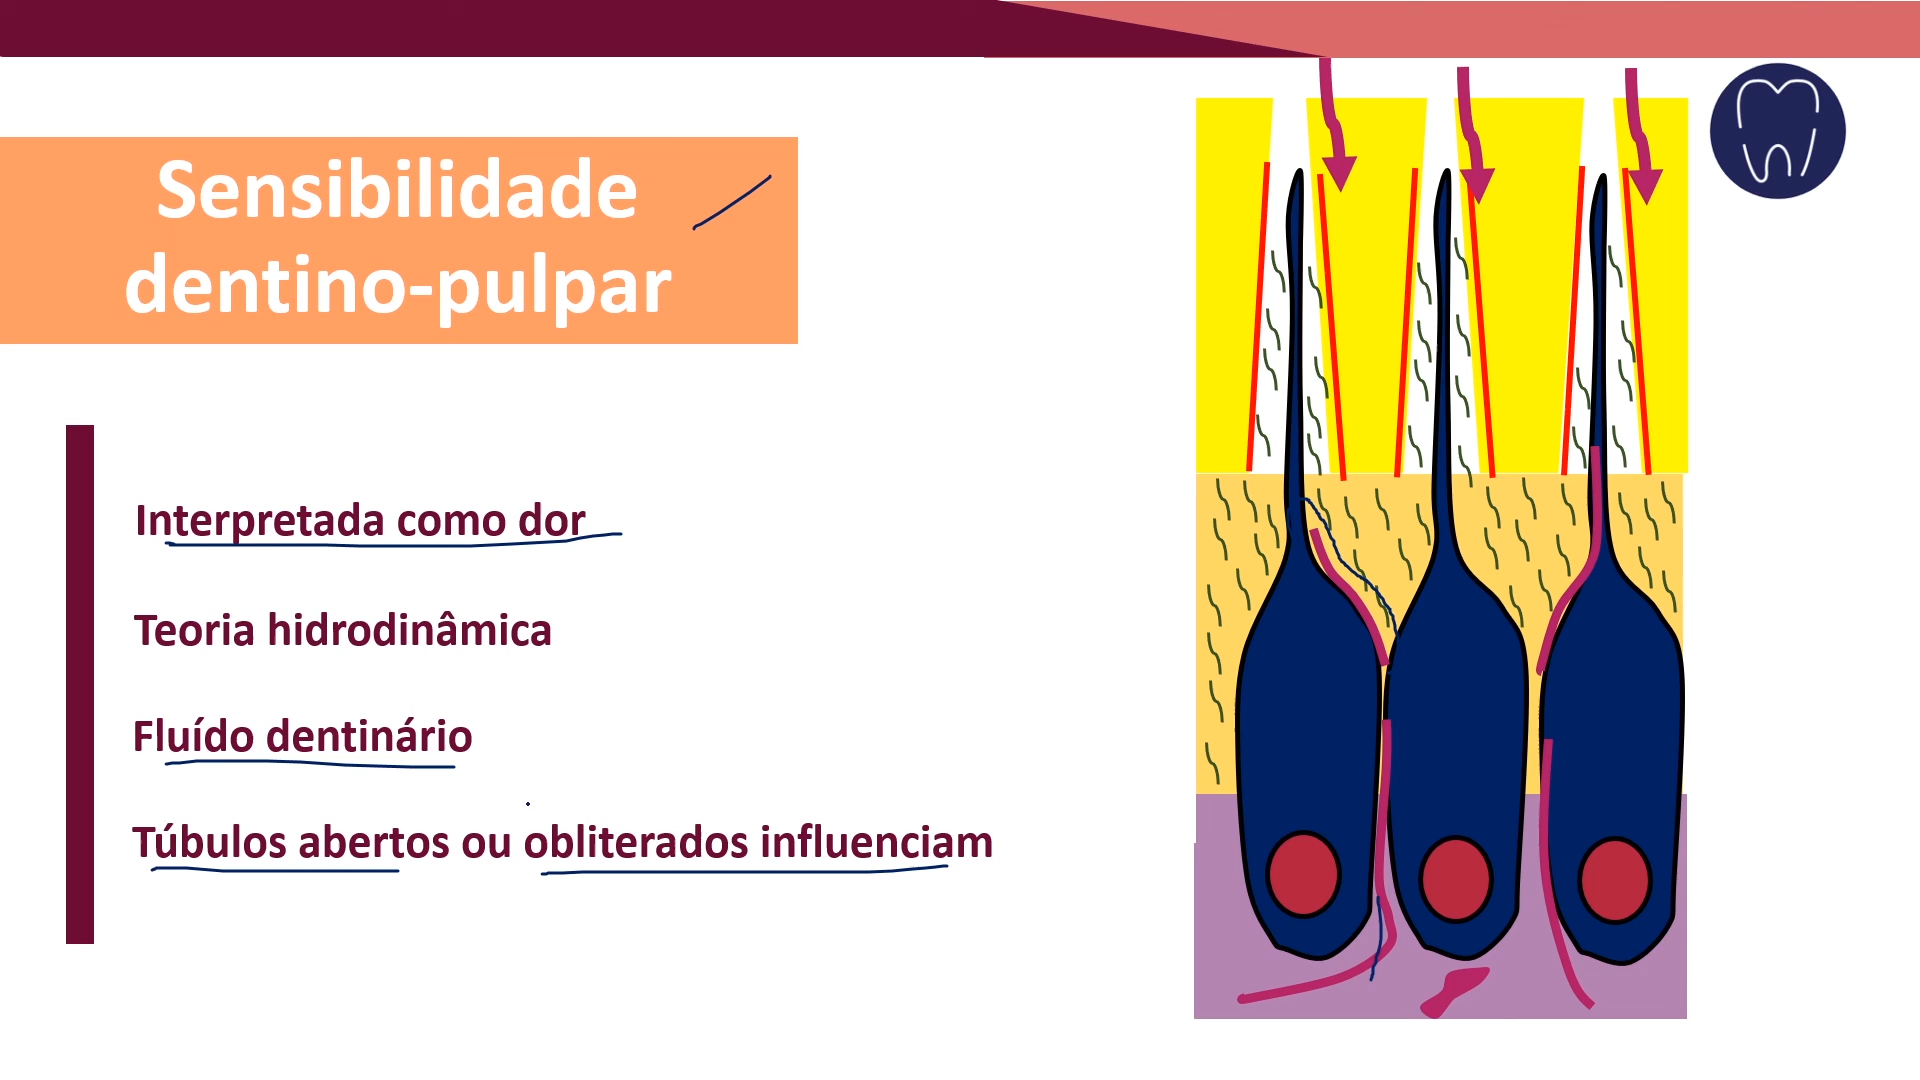 Sensibilidade
dentino-pulpar
Interpretada como dor
Teoria hidrodinâmica
Fluído dentinário
Túbulos abertos ou obliterados influenciam